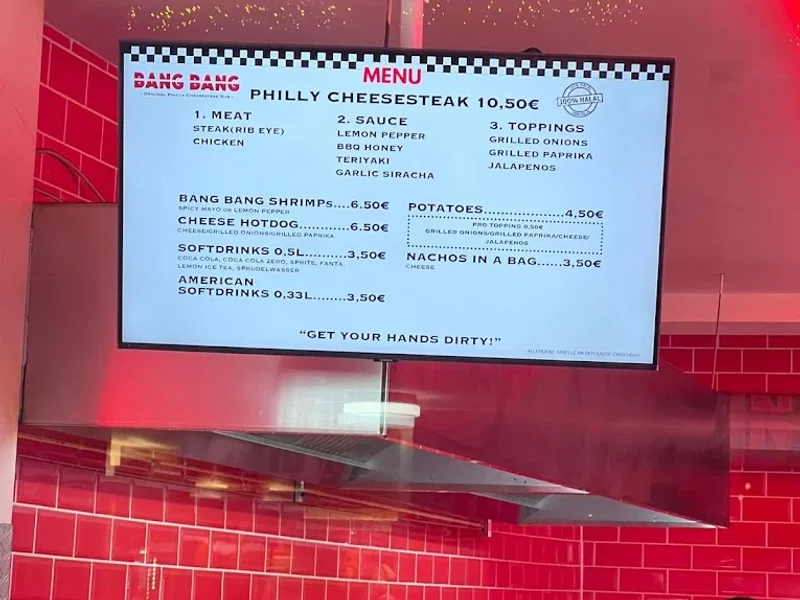 BANG BANG
ORIGINAL PHILLY CHEESESTEAK SUB
MENU
PHILLY CHEESESTEAK 10,50€
100% HALAL
1. MEAT
STEAK(RIB EYE)
CHICKEN
2. SAUCE
LEMON PEPPER
BBQ HONEY
TERIYAKI
GARLIC SIRACHA
3. TOPPINGS
GRILLED ONIONS
GRILLED PAPRIKA
JALAPENOS
BANG BANG SHRIMPs....6.50€
SPICY MAYO OR LEMON PEPPER
CHEESE HOTDOG............6.50€
CHEESE/GRILLED ONIONS/GRILLED PAPRIKA
SOFTDRINKS 0,5L........3,50€
COCA COLA, COCA COLA ZERO, SPRITE, FANTA,
LEMON ICE TEA, SPRUDELWASSER
AMERICAN
SOFTDRINKS 0,33L........3,50€
POTATOES....................4,50€
PRO TOPPING 0,50€
GRILLED ONIONS/GRILLED PAPRIKA/CHEESE/
JALAPENOS
NACHOS IN A BAG......3,50€
CHEESE
“GET YOUR HANDS DIRTY!”